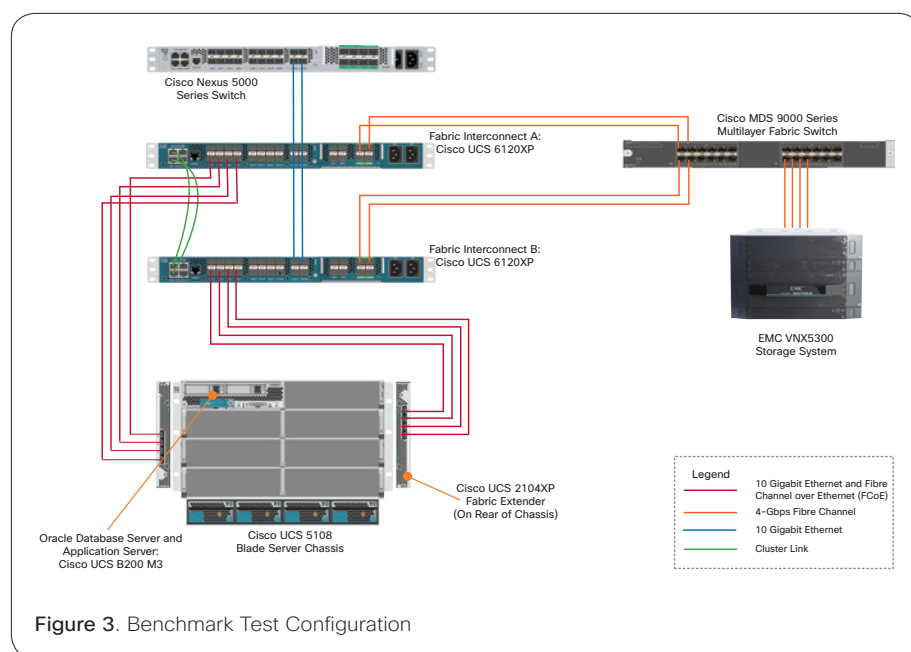 Cisco Nexus 5000
Series Switch
Fabric Interconnect A:
Cisco UCS 6120XP
Cisco MDS 9000 Series
Multilayer Fabric Switch
Fabric Interconnect B:
Cisco UCS 6120XP
EMC
EMC VNX5300
Storage System
Cisco UCS 2104XP
Fabric Extender
(On Rear of Chassis)
Oracle Database Server and
Application Server:
Cisco UCS B200 M3
Cisco UCS 5108
Blade Server Chassis
Legend
10 Gigabit Ethernet and Fibre
Channel over Ethernet (FCoE)
4-Gbps Fibre Channel
10 Gigabit Ethernet
Cluster Link
Figure 3. Benchmark Test Configuration